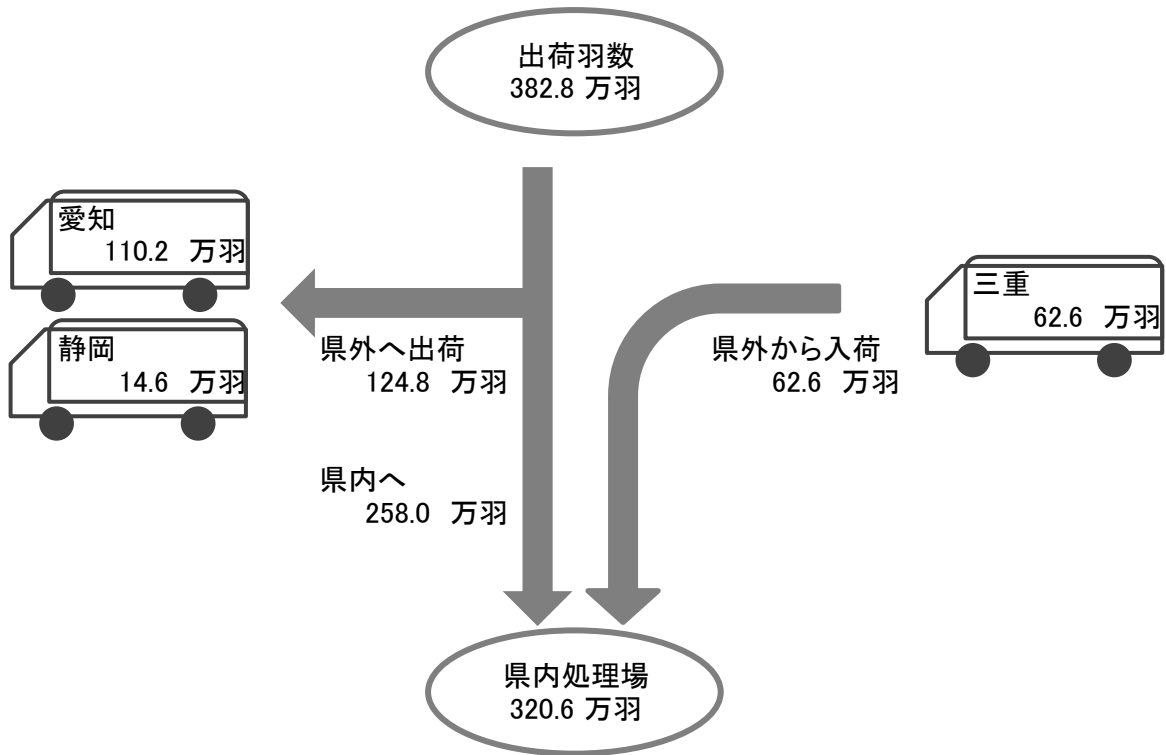 出荷羽数
382.8 万羽
愛知
110.2 万羽
静岡
14.6 万羽
県外へ出荷
124.8 万羽
県外から入荷
62.6 万羽
三重
62.6 万羽
県内へ
258.0 万羽
県内処理場
320.6 万羽